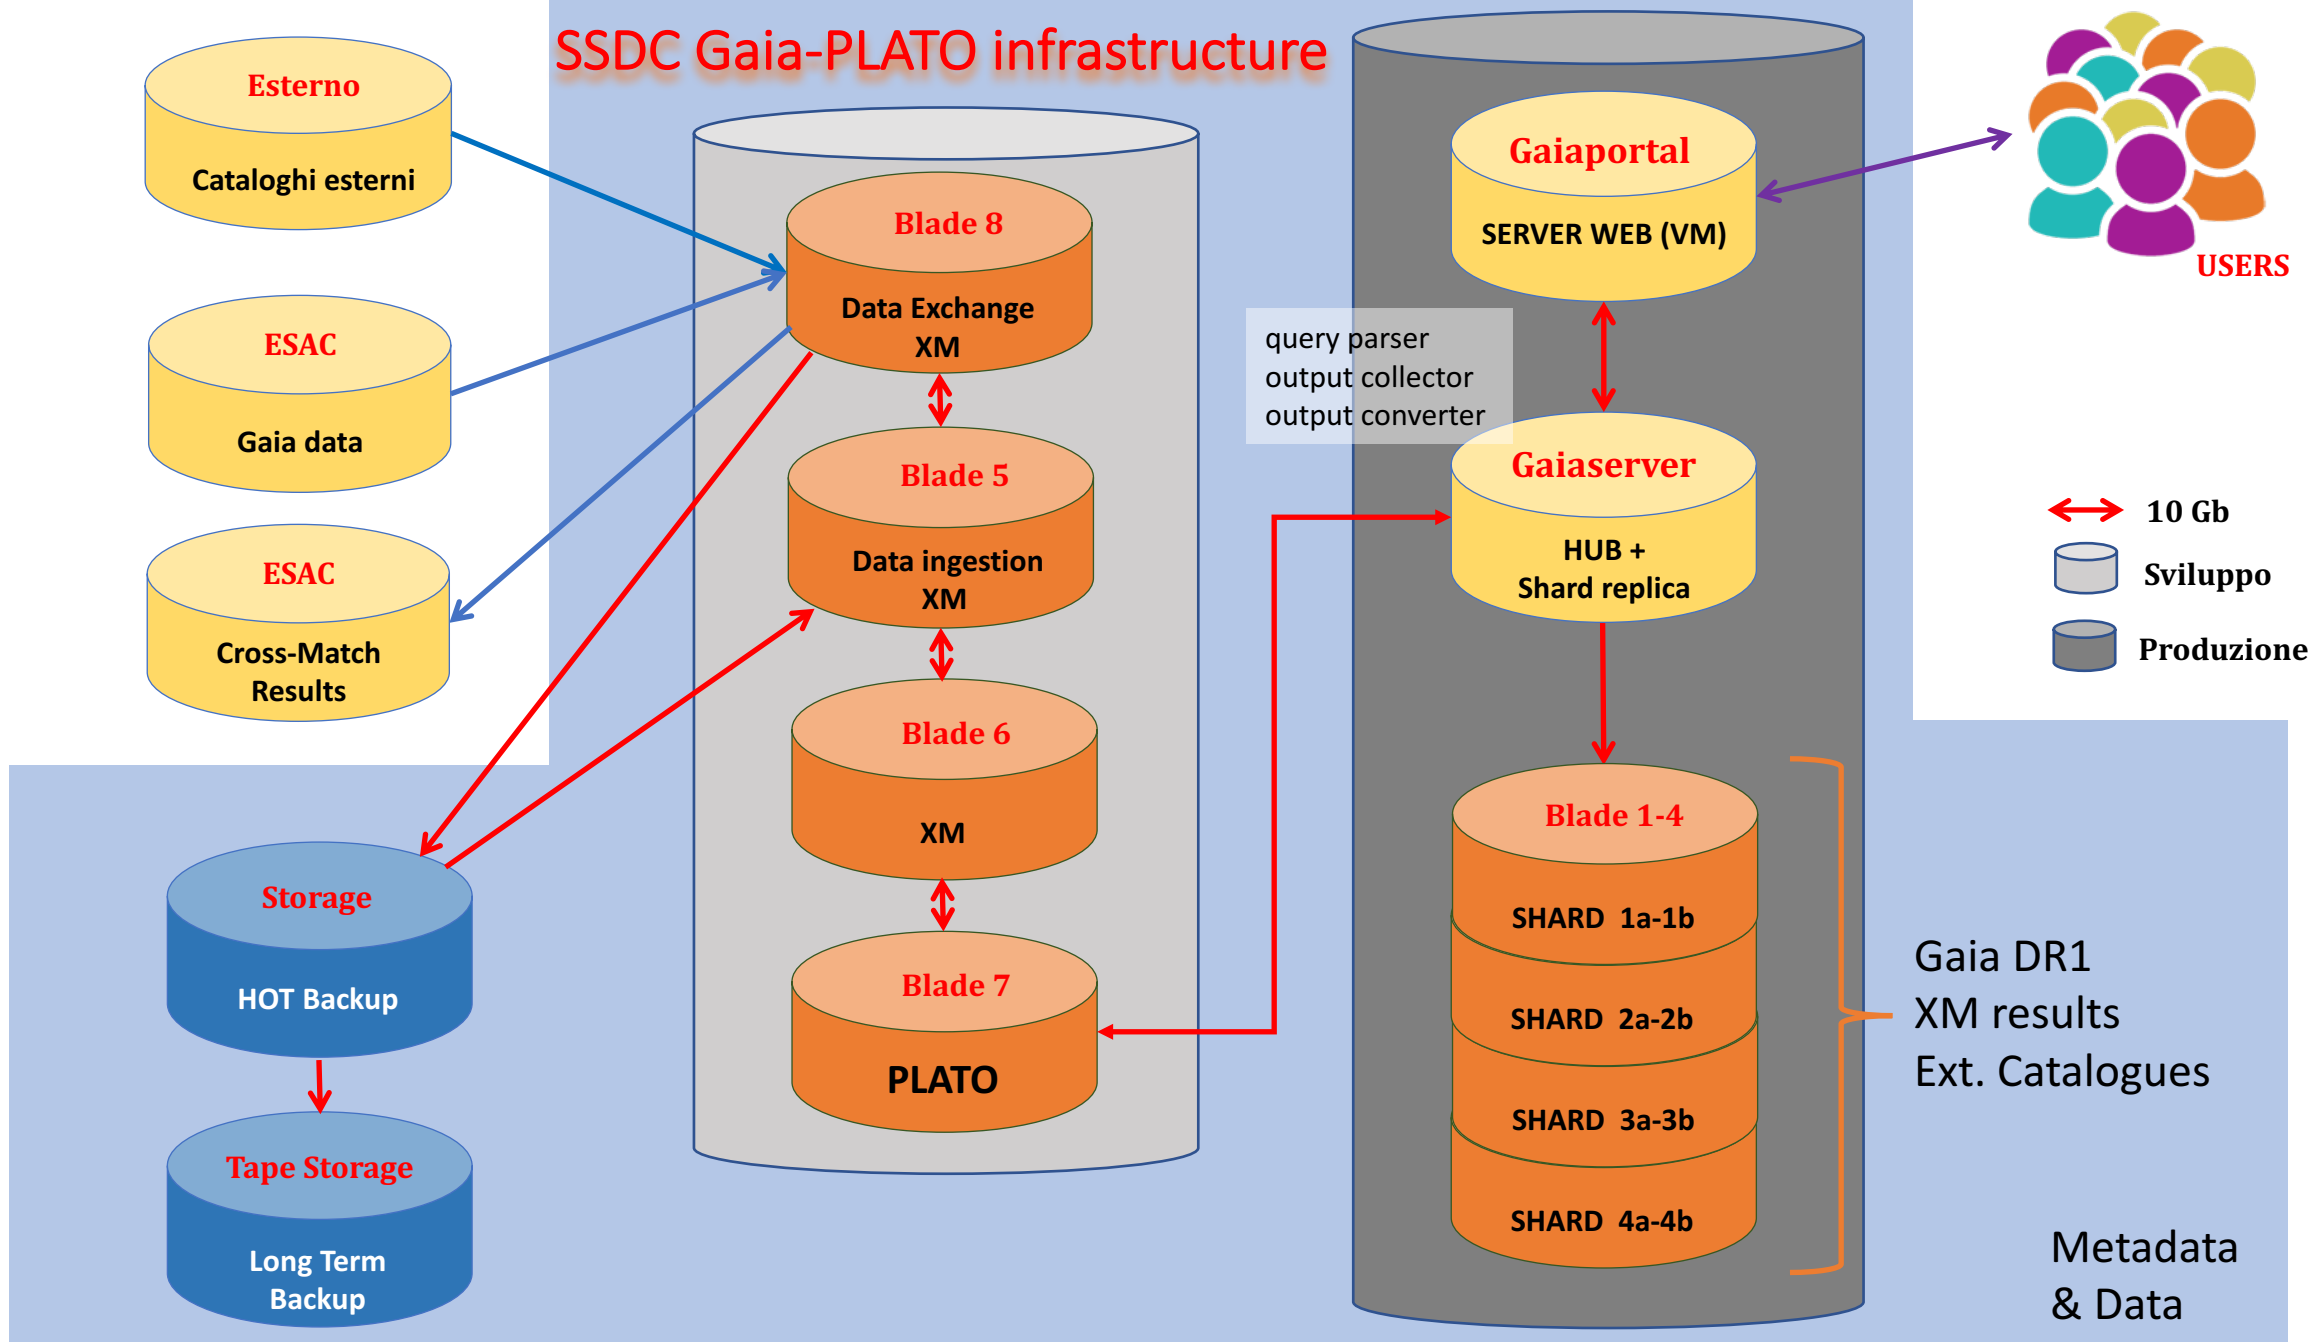 SSDC Gaia-PLATO infrastructure
Esterno
Cataloghi esterni
ESAC
Gaia data
ESAC
Cross-Match
Results
Storage
HOT Backup
Tape Storage
Long Term
Backup
Blade 8
Data Exchange
XM
Blade 5
Data ingestion
XM
Blade 6
XM
Blade 7
PLATO
Gaiaportal
SERVER WEB (VM)
query parser
output collector
output converter
Gaiaserver
HUB +
Shard replica
Blade 1-4
SHARD 1a-1b
SHARD 2a-2b
SHARD 3a-3b
SHARD 4a-4b
USERS
10 Gb
Sviluppo
Produzione
Gaia DR1
XM results
Ext. Catalogues
Metadata
& Data